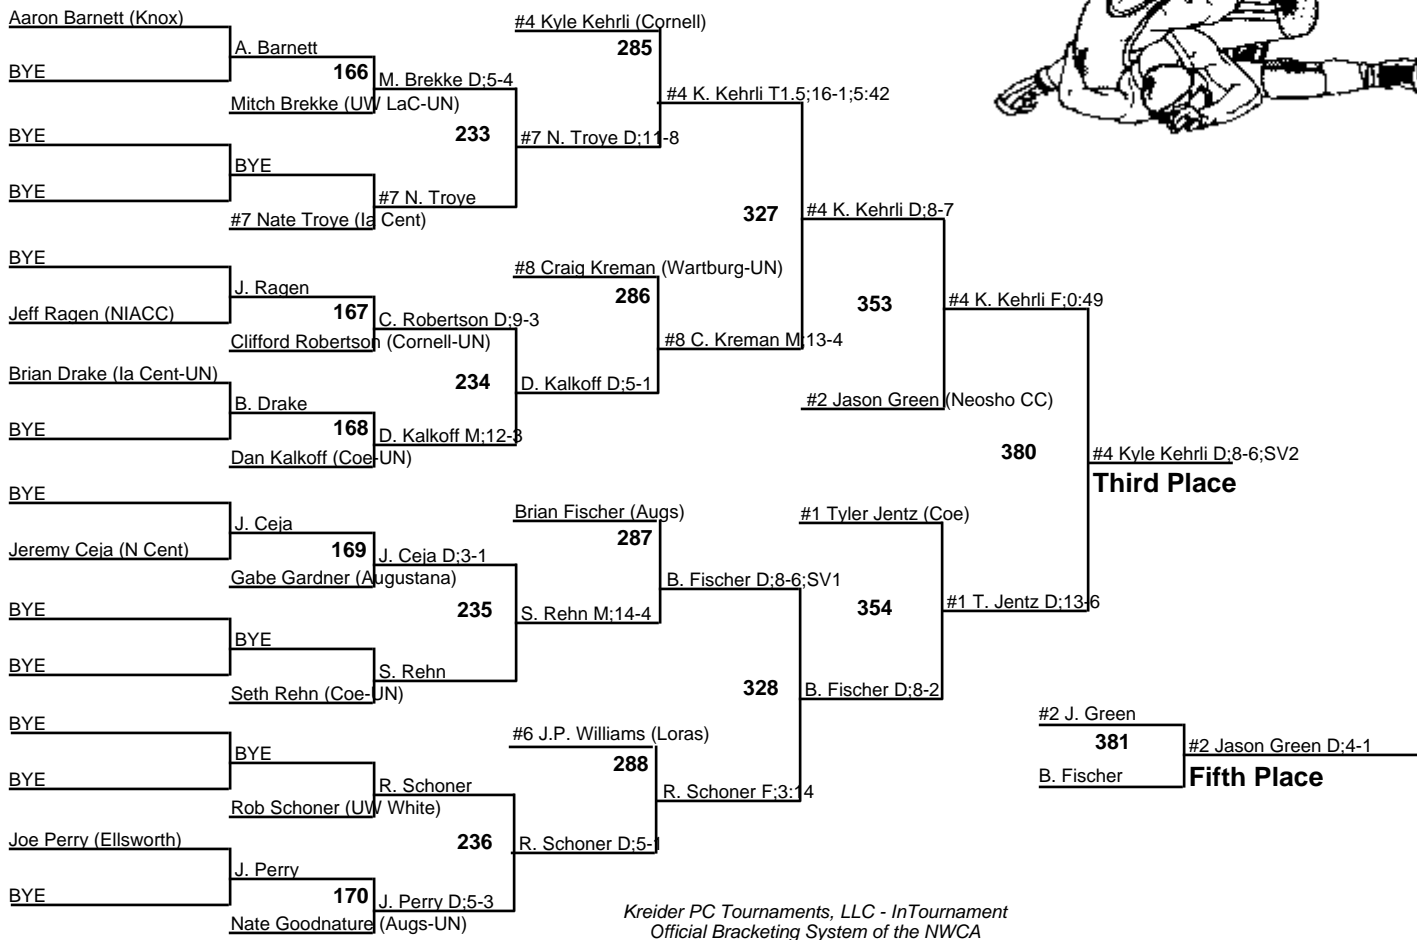 Aaron Barnett (Knox)
BYE
BYE
BYE
BYE
Jeff Ragen (NIACC)
Brian Drake (Ia Cent-UN)
BYE
BYE
Jeremy Ceja (N Cent)
BYE
BYE
BYE
BYE
Joe Perry (Ellsworth)
BYE
A. Barnett
166
Mitch Brekke (UW LaC-UN)
BYE
#7 Nate Troye (Ia Cent)
J. Ragen
167
Clifford Robertson (Cornell-UN)
B. Drake
168
Dan Kalkoff (Coe-UN)
J. Ceja
169
Gabe Gardner (Augustana)
BYE
Seth Rehn (Coe-UN)
BYE
Rob Schoner (UW White)
J. Perry
170
Nate Goodnature (Augs-UN)
M. Brekke D;5-4
233
#7 N. Troye
C. Robertson D;9-3
234
D. Kalkoff M;12-3
J. Ceja D;3-1
235
S. Rehn
R. Schoner
236
J. Perry D;5-3
#4 Kyle Kehrli (Cornell)
285
#7 N. Troye D;11-8
#8 Craig Kreman (Wartburg-UN)
286
D. Kalkoff D;5-1
Brian Fischer (Augs)
287
S. Rehn M;14-4
#6 J.P. Williams (Loras)
288
R. Schoner D;5-1
#4 K. Kehrli T1.5;16-1;5:42
327
#8 C. Kreman M;13-4
B. Fischer D;8-6;SV1
328
R. Schoner F;3:14
#4 K. Kehrli D;8-7
353
#2 Jason Green (Neosho CC)
#1 Tyler Jentz (Coe)
354
B. Fischer D;8-2
#4 K. Kehrli F;0:49
380
#1 T. Jentz D;13-6
#4 Kyle Kehrli D;8-6;SV2
Third Place
#2 J. Green
381
B. Fischer
#2 Jason Green D;4-1
Fifth Place
Kreider PC Tournaments, LLC - InTournament
Official Bracketing System of the NWCA